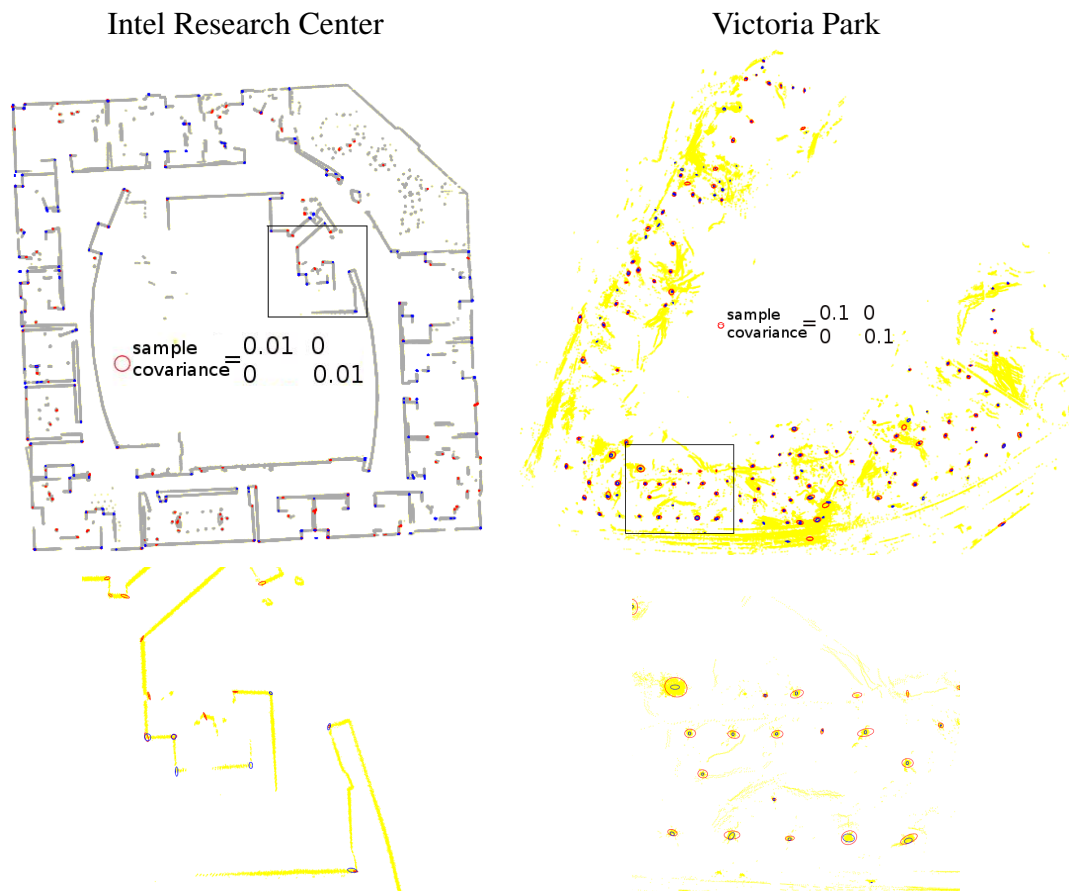 Intel Research Center
Victoria Park
sample covariance = 0.01 0
0 0.01
sample covariance = 0.1 0
0 0.1